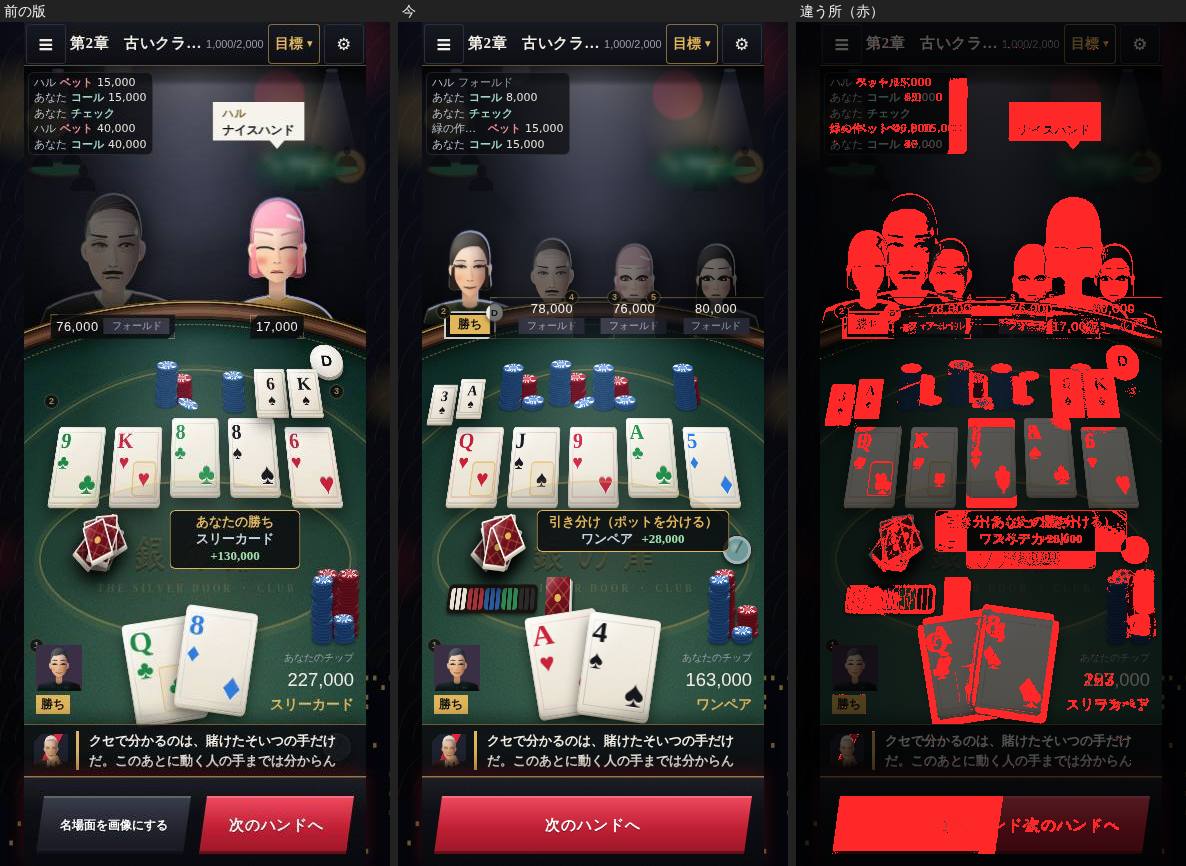 前の版
☰ 第2章 古いクラ… 1,000/2,000 目標▼
ハル ベット 15,000
あなた コール 15,000
あなた チェック
ハル ベット 40,000
あなた コール 40,000
ハル
ナイスハンド
76,000 フォールド
17,000
D
6 K
2
3
9 K 8 8 6
あなたの勝ち
スリーカード
+130,000
THE SILVER DOOR・CLUB
Q 8
あなたのチップ
227,000
勝ち
スリーカード
クセで分かるのは、賭けたそいつの手だけ
だ。このあとに動く人の手までは分からん
名場面を画像にする
次のハンドへ
今
☰ 第2章 古いクラ… 1,000/2,000 目標▼
ハル フォールド
あなた コール 8,000
あなた チェック
緑の作… ベット 15,000
あなた コール 15,000
2
勝ち
D
4
78,000
フォールド
3 5
76,000
フォールド
80,000
フォールド
3 A
Q J 9 A 5
引き分け（ポットを分ける）
ワンペア +28,000
DOOR・CLUB
A 4
あなたのチップ
163,000
勝ち
ワンペア
クセで分かるのは、賭けたそいつの手だけ
だ。このあとに動く人の手までは分からん
次のハンドへ
違う所（赤）
第2章 古いクラ… 1,000/2,000 目標▼
ナイスハンド
あなたのチップ
勝ち
クセで分かるのは、賭けたそいつの手だけ
だ。このあとに動く人の手までは分からん